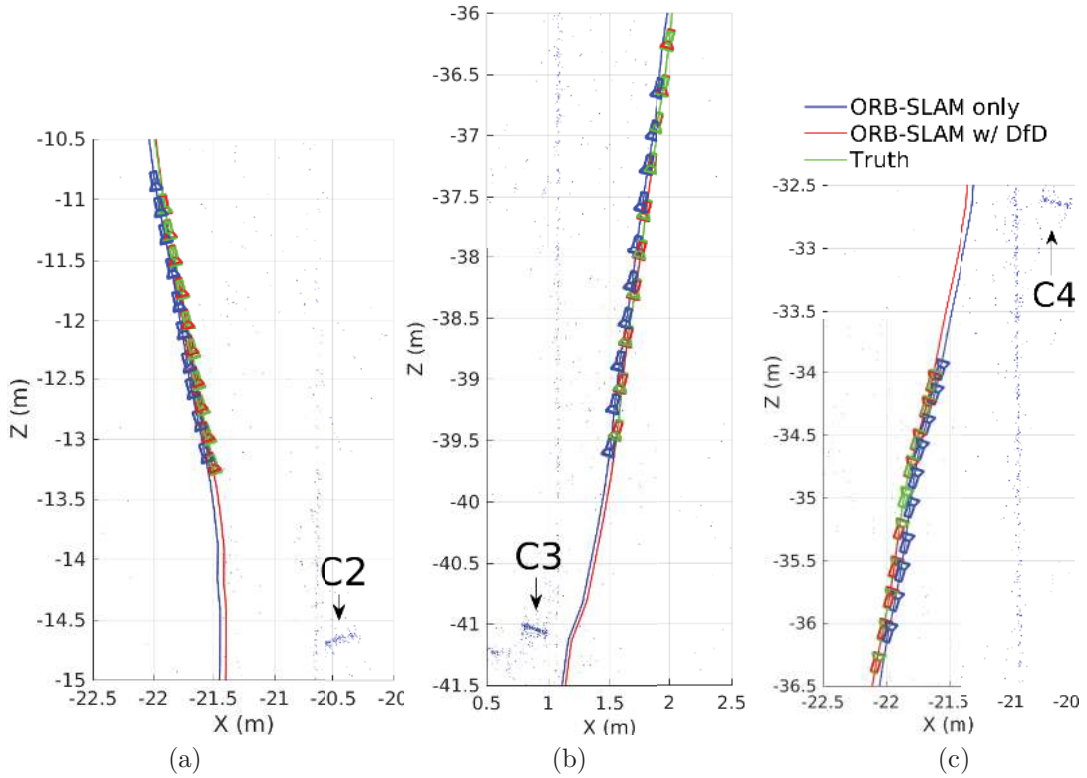 -10.5
-11
-11.5
-12
-12.5
-13
-13.5
-14
-14.5
-15
Z (m)
-22.5 -22 -21.5 -21 -20.5 -20
X (m)
C2
(a)
-36
-36.5
-37
-37.5
-38
-38.5
-39
-39.5
-40
-40.5
-41
-41.5
Z (m)
0.5 1 1.5 2 2.5
X (m)
C3
(b)
ORB-SLAM only
ORB-SLAM w/ DfD
Truth
-32.5
-33
-33.5
-34
-34.5
-35
-35.5
-36
-36.5
Z (m)
-22.5 -22 -21.5 -21 -20
X (m)
C4
(c)